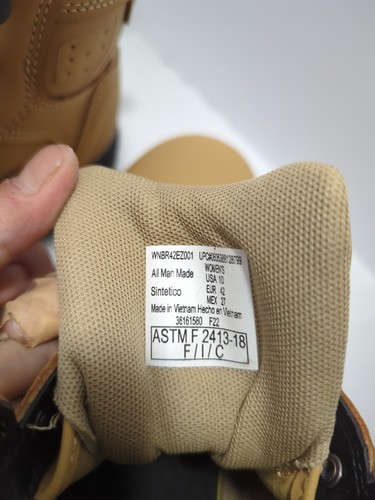 WNBR42EZ001
WOMEN'S
All Man Made USA 10
EUR 42
Sintetico
MEX 27
Made in Vietnam Hecho en Vietnam
36161580 F22
ASTM F 2413-18
F / I / C